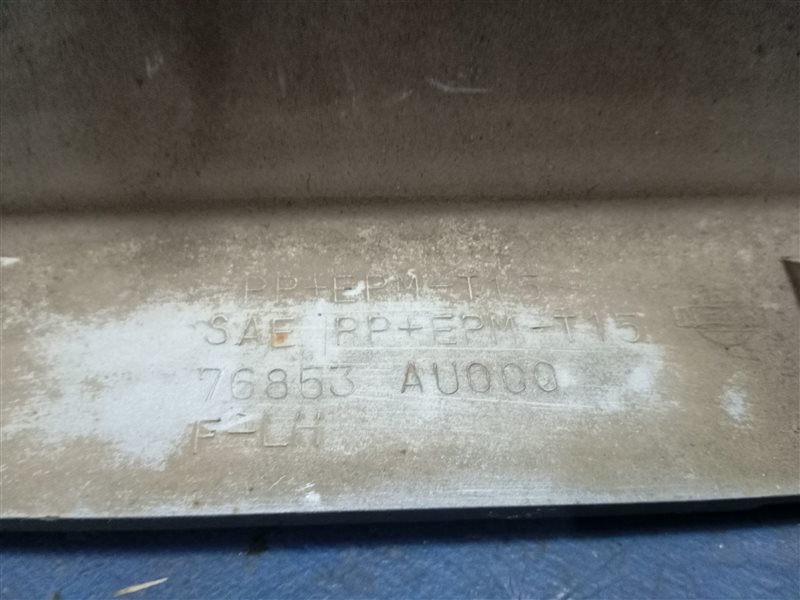 PP+EPM-T15
SAE PP+EPM-T15
76853 AU000
F-LH